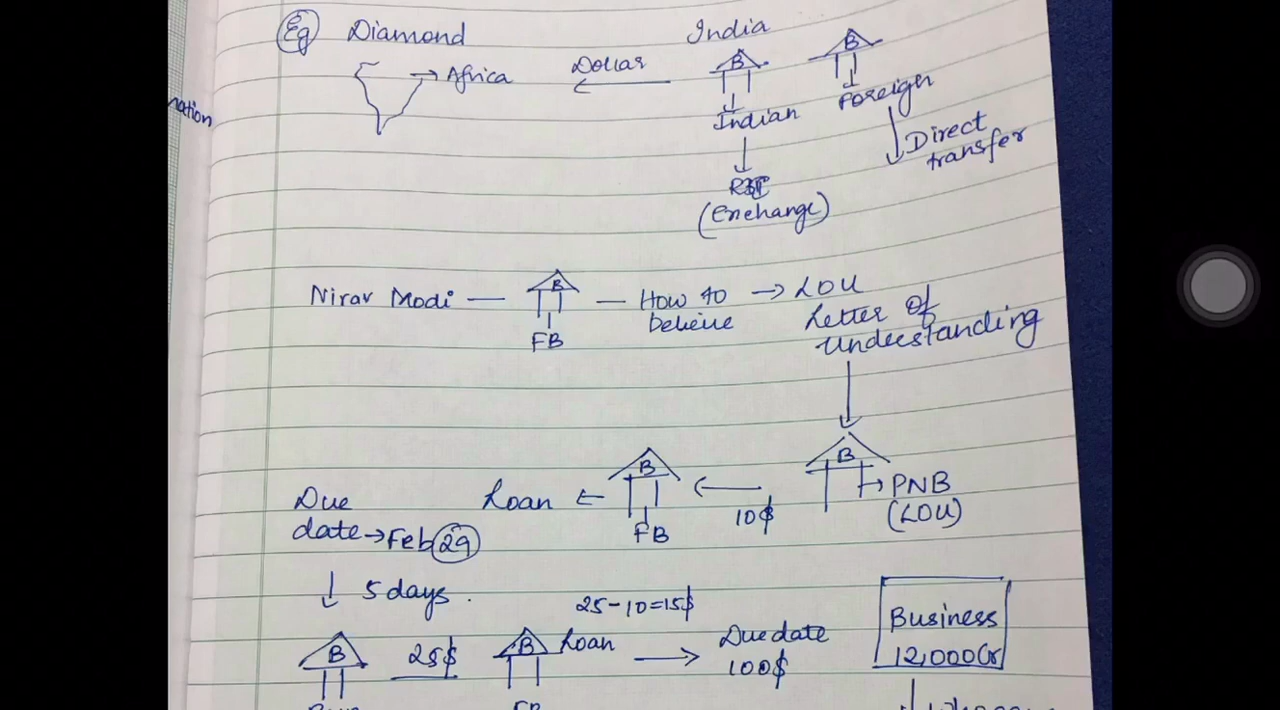 Eg Diamond India
B B
→ Africa Dollar
Indian Foreign
Direct
transfer
(Exchange)
nation
Nirav Modi — B — How to → LOU
believe Letter of
FB Understanding
B
B PNB
Loan ← (LOU)
10$
FB
Due
date → Feb 29
↓ 5 days.
25-10=15$
B 25$ B Loan → Due date
100$
Business
12,000Cr